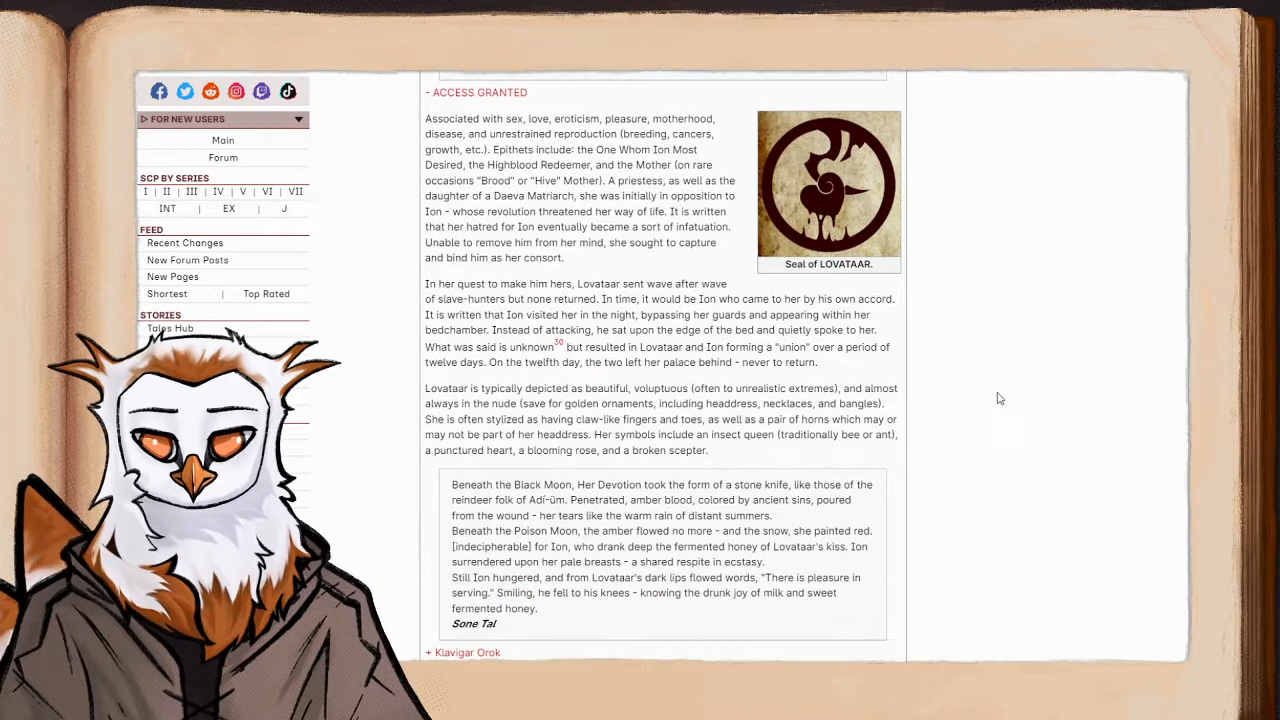 ▷ FOR NEW USERS
Main
Forum
SCP BY SERIES
I | II | III | IV | V | VI | VII
INT | EX | J
FEED
Recent Changes
New Forum Posts
New Pages
Shortest | Top Rated
STORIES
Tales Hub
- ACCESS GRANTED
Associated with sex, love, eroticism, pleasure, motherhood,
disease, and unrestrained reproduction (breeding, cancers,
growth, etc.). Epithets include: the One Whom Ion Most
Desired, the Highblood Redeemer, and the Mother (on rare
occasions "Brood" or "Hive" Mother). A priestess, as well as the
daughter of a Daeva Matriarch, she was initially in opposition to
Ion - whose revolution threatened her way of life. It is written
that her hatred for Ion eventually became a sort of infatuation.
Unable to remove him from her mind, she sought to capture
and bind him as her consort.
Seal of LOVATAAR.
In her quest to make him hers, Lovataar sent wave after wave
of slave-hunters but none returned. In time, it would be Ion who came to her by his own accord.
It is written that Ion visited her in the night, bypassing her guards and appearing within her
bedchamber. Instead of attacking, he sat upon the edge of the bed and quietly spoke to her.
What was said is unknown30 but resulted in Lovataar and Ion forming a "union" over a period of
twelve days. On the twelfth day, the two left her palace behind - never to return.
Lovataar is typically depicted as beautiful, voluptuous (often to unrealistic extremes), and almost
always in the nude (save for golden ornaments, including headdress, necklaces, and bangles).
She is often stylized as having claw-like fingers and toes, as well as a pair of horns which may or
may not be part of her headdress. Her symbols include an insect queen (traditionally bee or ant),
a punctured heart, a blooming rose, and a broken scepter.
Beneath the Black Moon, Her Devotion took the form of a stone knife, like those of the
reindeer folk of Adí-üm. Penetrated, amber blood, colored by ancient sins, poured
from the wound - her tears like the warm rain of distant summers.
Beneath the Poison Moon, the amber flowed no more - and the snow, she painted red.
[indecipherable] for Ion, who drank deep the fermented honey of Lovataar's kiss. Ion
surrendered upon her pale breasts - a shared respite in ecstasy.
Still Ion hungered, and from Lovataar's dark lips flowed words, "There is pleasure in
serving." Smiling, he fell to his knees - knowing the drunk joy of milk and sweet
fermented honey.
Sone Tal
+ Klavigar Orok